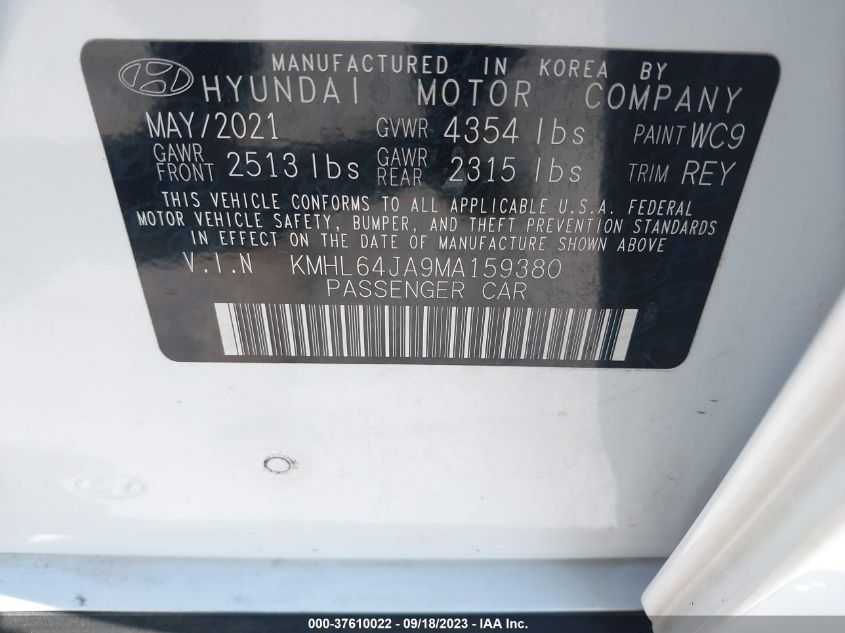 MANUFACTURED IN KOREA BY
HYUNDAI MOTOR COMPANY
MAY/2021 GVWR 4354 lbs PAINT WC9
GAWR FRONT 2513 lbs GAWR REAR 2315 lbs TRIM REY
THIS VEHICLE CONFORMS TO ALL APPLICABLE U.S.A. FEDERAL
MOTOR VEHICLE SAFETY, BUMPER, AND THEFT PREVENTION STANDARDS
IN EFFECT ON THE DATE OF MANUFACTURE SHOWN ABOVE
V.I.N KMHL64JA9MA159380
PASSENGER CAR
000-37610022 - 09/18/2023 - IAA Inc.